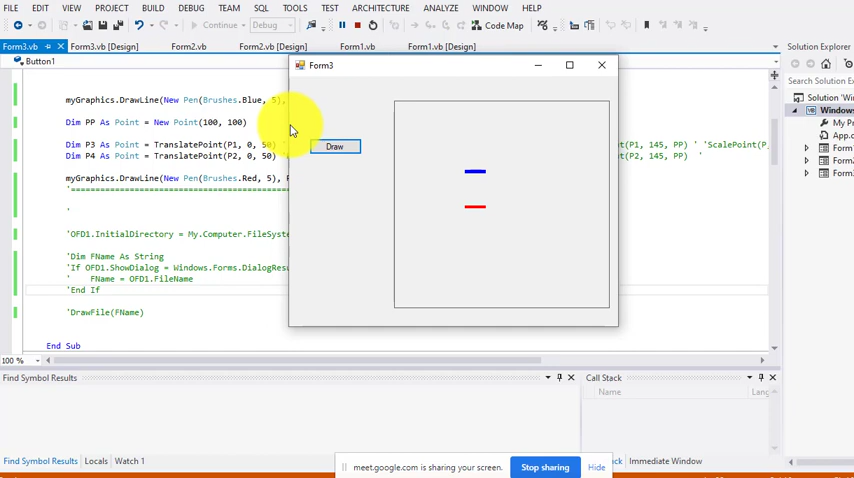 FILE EDIT VIEW PROJECT BUILD DEBUG TEAM SQL TOOLS TEST ARCHITECTURE ANALYZE WINDOW HELP
Continue Debug Code Map
Form3.vb Form3.vb [Design] Form2.vb Form2.vb [Design] Form1.vb Form1.vb [Design] Solution Explorer
Button1
Form3
Search Solution E
Solution 'Wi
Windows
My Pr
App.c
Form
Form
Form
myGraphics.DrawLine(New Pen(Brushes.Blue, 5),
Dim PP As Point = New Point(100, 100)
Draw
Dim P3 As Point = TranslatePoint(P1, 0, 50) nt(P1, 145, PP) ' 'ScalePoint(P,
Dim P4 As Point = TranslatePoint(P2, 0, 50) nt(P2, 145, PP) '
myGraphics.DrawLine(New Pen(Brushes.Red, 5), P
'==============================================
'
'OFD1.InitialDirectory = My.Computer.FileSyste
'Dim FName As String
'If OFD1.ShowDialog = Windows.Forms.DialogResu
' FName = OFD1.FileName
'End If
'DrawFile(FName)
End Sub
100 %
Find Symbol Results Call Stack
Name Lang
Find Symbol Results Locals Watch 1 Immediate Window
meet.google.com is sharing your screen. Stop sharing Hide